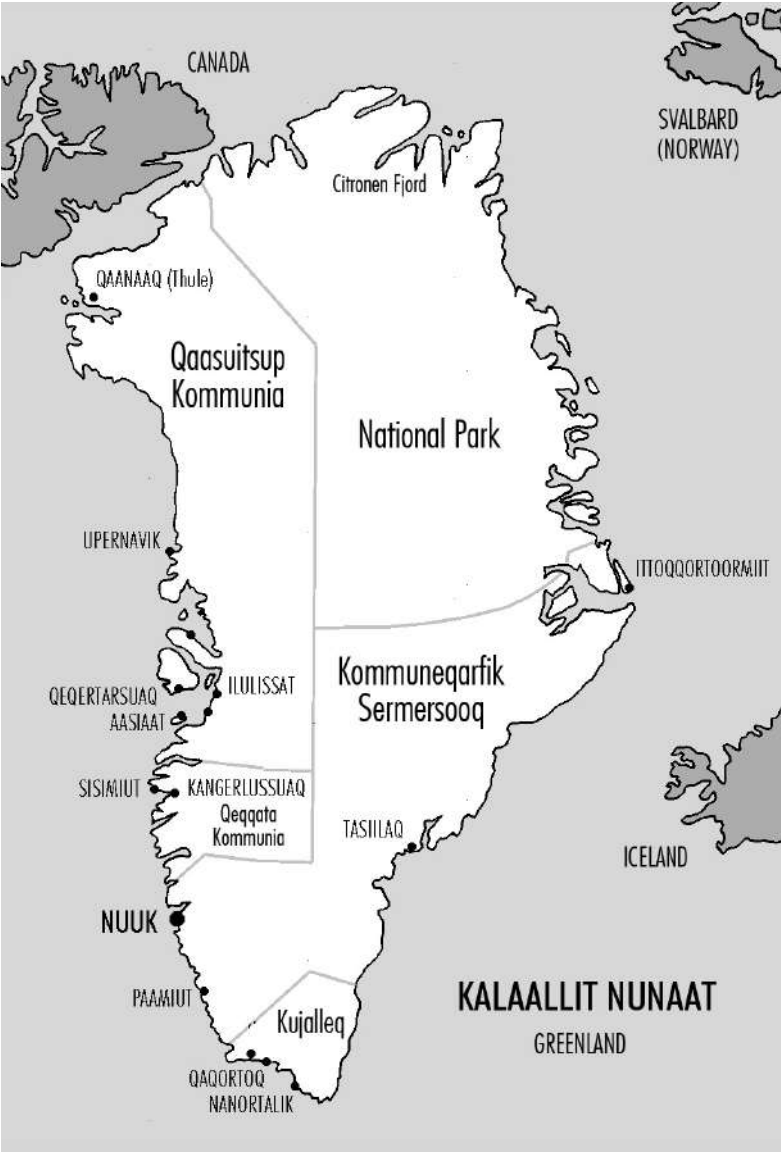 CANADA
SVALBARD
(NORWAY)
Citronen Fjord
QAANAAQ (Thule)
Qaasuitsup
Kommunia
National Park
UPERNAVIK
ITTOQQORTOORMIIT
Kommuneqarfik
Sermersooq
QEQERTARSUAQ
ILULISSAT
AASIAAT
SISIMIUT
KANGERLUSSUAQ
Qeqqata
Kommunia
TASIILAQ
ICELAND
NUUK
PAAMIUT
Kujalleq
KALAALLIT NUNAAT
GREENLAND
QAQORTOQ
NANORTALIK